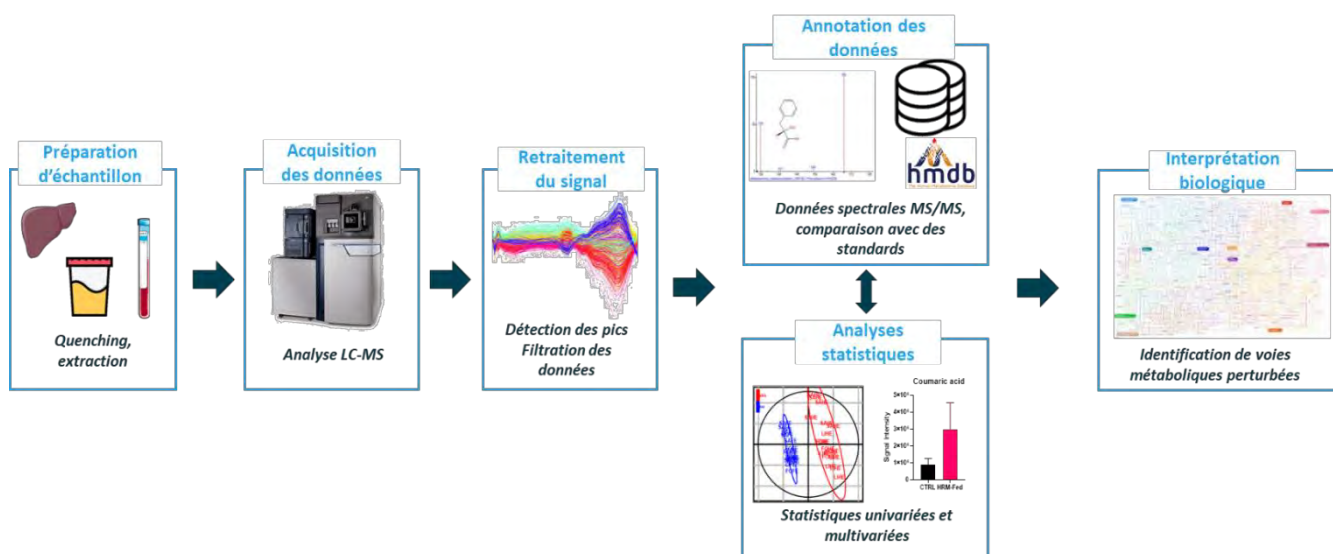 Préparation
d'échantillon
Quenching,
extraction
Acquisition
des données
Analyse LC-MS
Retraitement
du signal
Détection des pics
Filtration des
données
Annotation des
données
hmdb
Données spectrales MS/MS,
comparaison avec des
standards
Analyses
statistiques
Coumaric acid
Signal Intensity
CTRL HRM-Fed
Statistiques univariées et
multivariées
Interprétation
biologique
Identification de voies
métaboliques perturbées